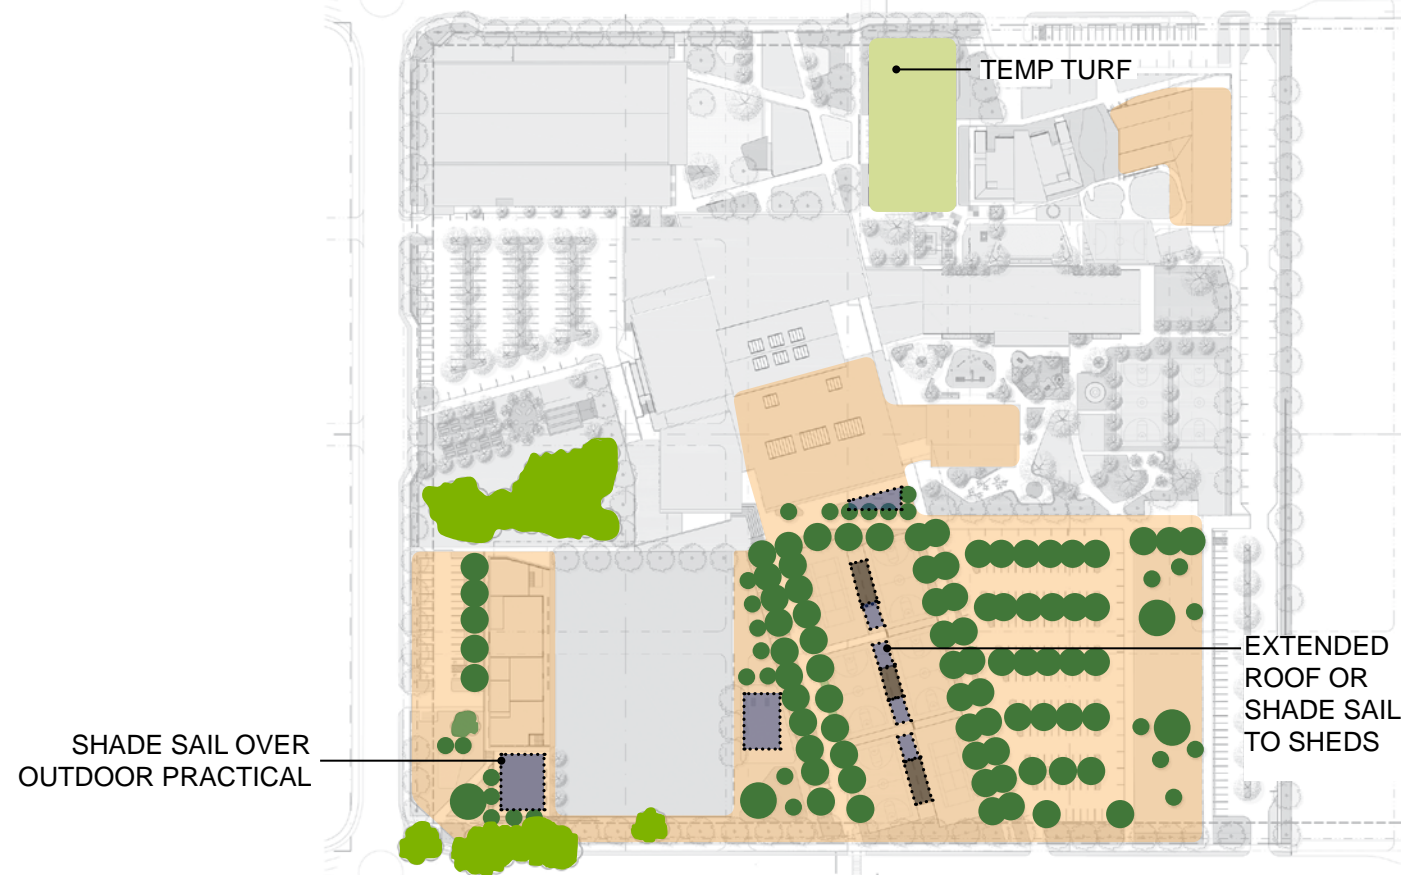 TEMP TURF
EXTENDED
ROOF OR
SHADE SAIL
TO SHEDS
SHADE SAIL OVER
OUTDOOR PRACTICAL